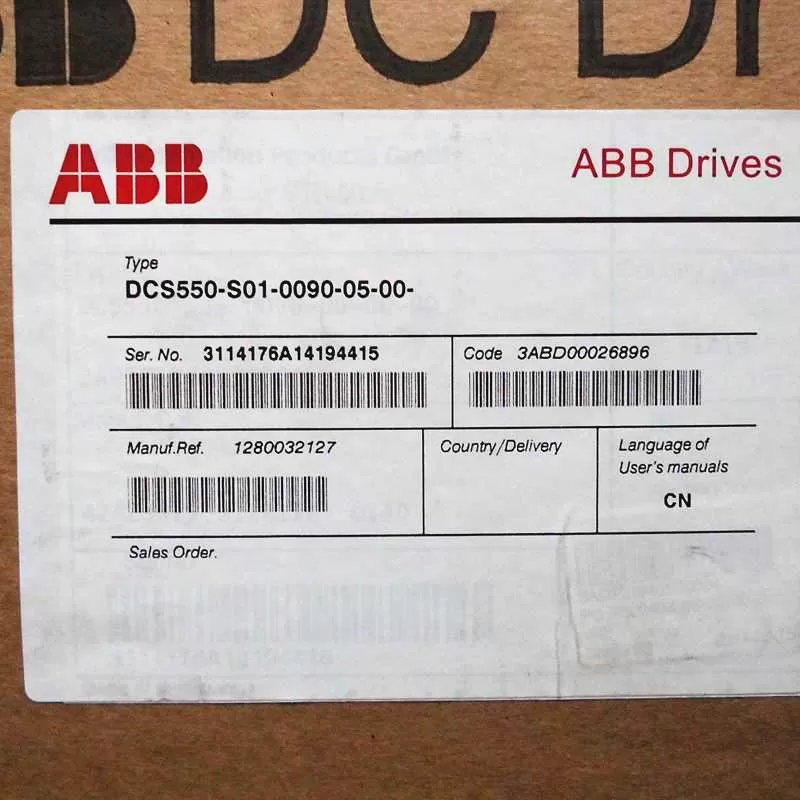 B DC Dr
ABB
ABB Drives
Type
DCS550-S01-0090-05-00-
Ser. No. 3114176A14194415
Code 3ABD00026896
Manuf.Ref. 1280032127
Country/Delivery
Language of
User's manuals
CN
Sales Order.